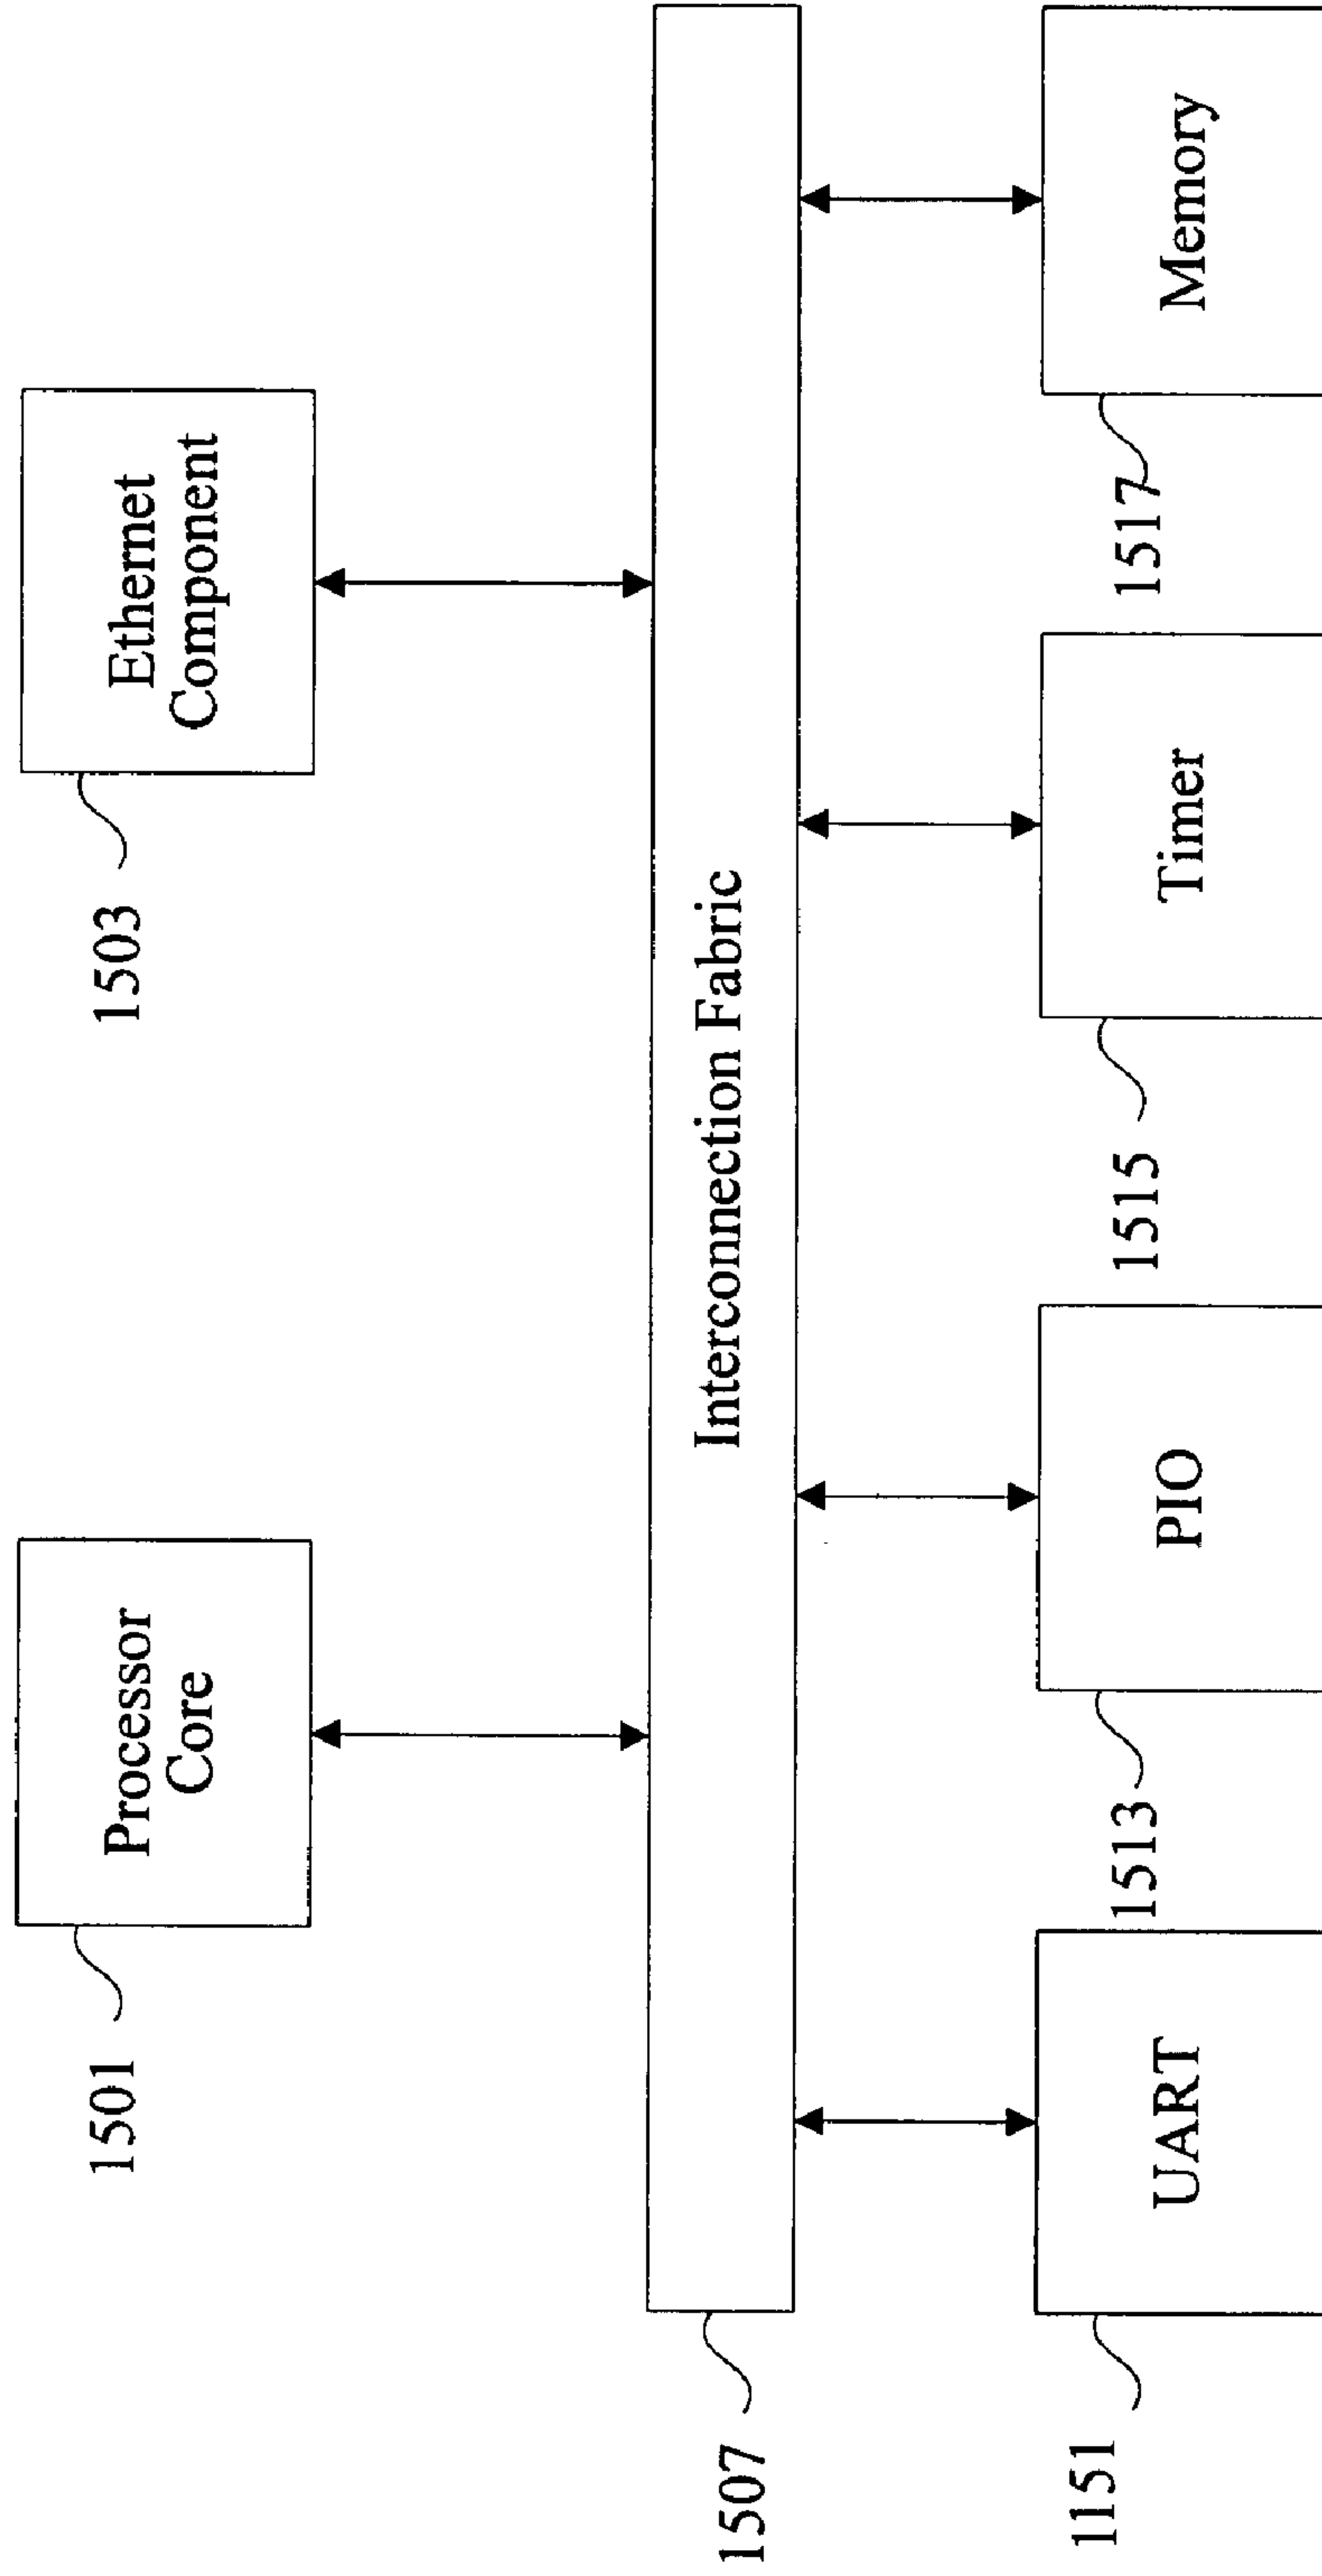 Processor
Core
1501
Ethernet
Component
1503
Interconnection Fabric
1507
UART
1151
PIO
1513
Timer
1515
Memory
1517